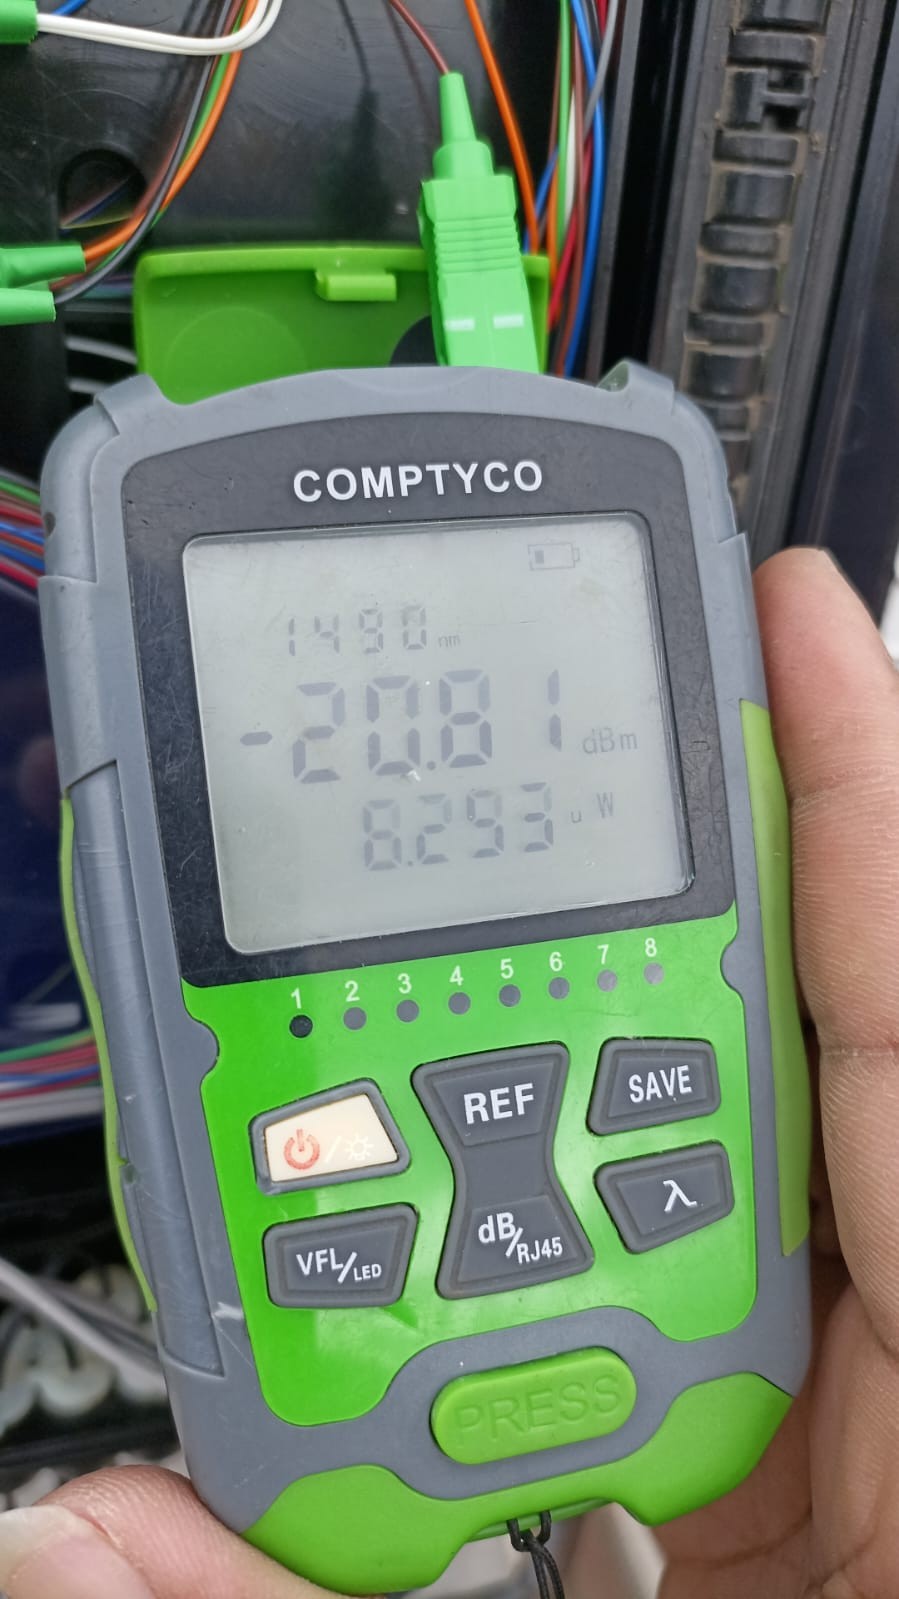 COMPTYCO
1490 nm
-20.81 dBm
8.293 uW
1 2 3 4 5 6 7 8
REF
SAVE
λ
VFL/LED
dB/RJ45
PRESS